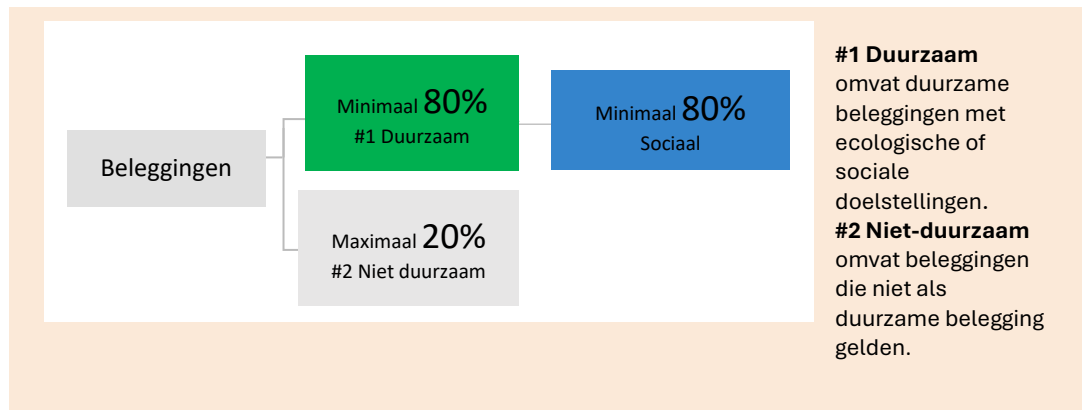 Beleggingen
Minimaal 80%
#1 Duurzaam
Minimaal 80%
Sociaal
Maximaal 20%
#2 Niet duurzaam
#1 Duurzaam
omvat duurzame
beleggingen met
ecologische of
sociale
doelstellingen.
#2 Niet-duurzaam
omvat beleggingen
die niet als
duurzame belegging
gelden.